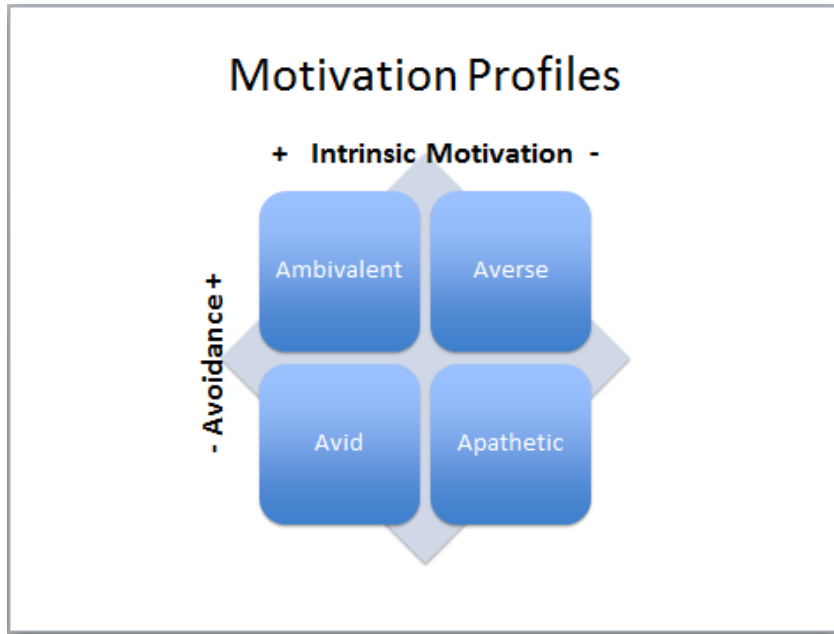 Motivation Profiles
+ Intrinsic Motivation -
- Avoidance +
Ambivalent
Averse
Avid
Apathetic